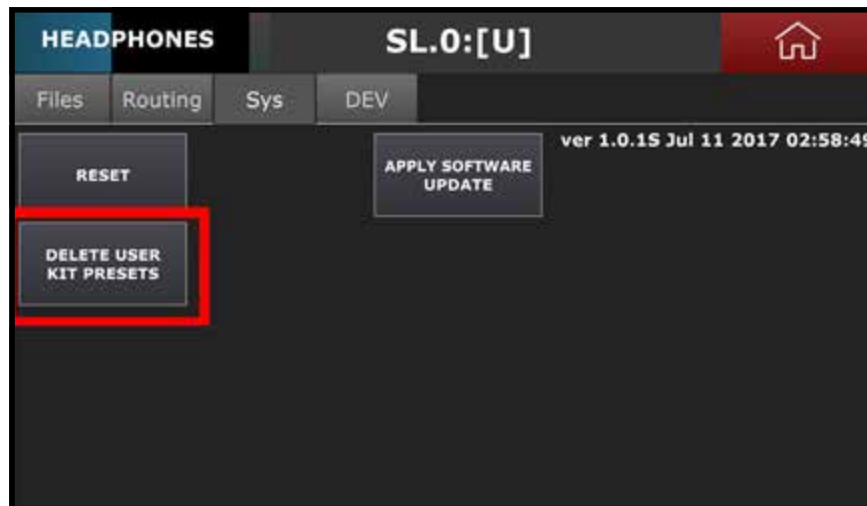 HEADPHONES
SL.0:[U]
Files Routing Sys DEV
RESET
APPLY SOFTWARE
UPDATE
ver 1.0.1S Jul 11 2017 02:58:49
DELETE USER
KIT PRESETS